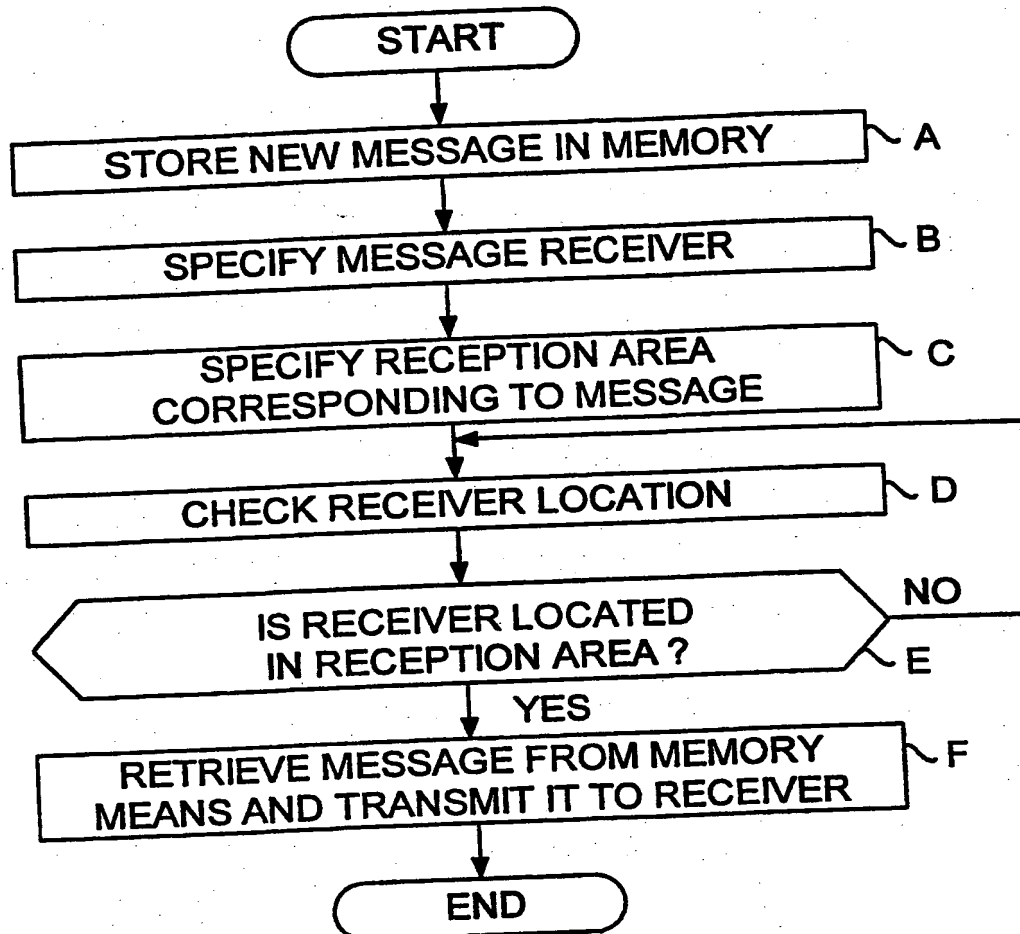 START
STORE NEW MESSAGE IN MEMORY
A
SPECIFY MESSAGE RECEIVER
B
SPECIFY RECEPTION AREA
CORRESPONDING TO MESSAGE
C
CHECK RECEIVER LOCATION
D
IS RECEIVER LOCATED
IN RECEPTION AREA ?
NO
E
YES
RETRIEVE MESSAGE FROM MEMORY
MEANS AND TRANSMIT IT TO RECEIVER
F
END